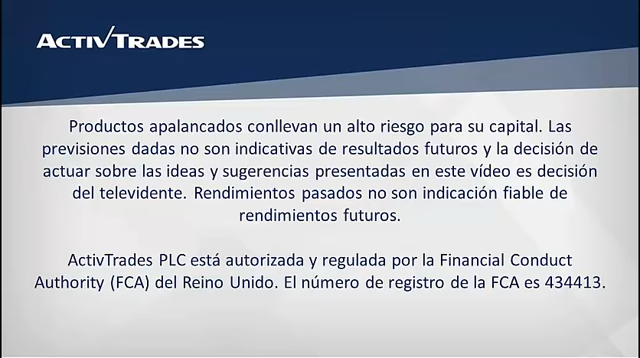 ACTIVTRADES
Productos apalancados conllevan un alto riesgo para su capital. Las
previsiones dadas no son indicativas de resultados futuros y la decisión de
actuar sobre las ideas y sugerencias presentadas en este vídeo es decisión
del televidente. Rendimientos pasados no son indicación fiable de
rendimientos futuros.
ActivTrades PLC está autorizada y regulada por la Financial Conduct
Authority (FCA) del Reino Unido. El número de registro de la FCA es 434413.